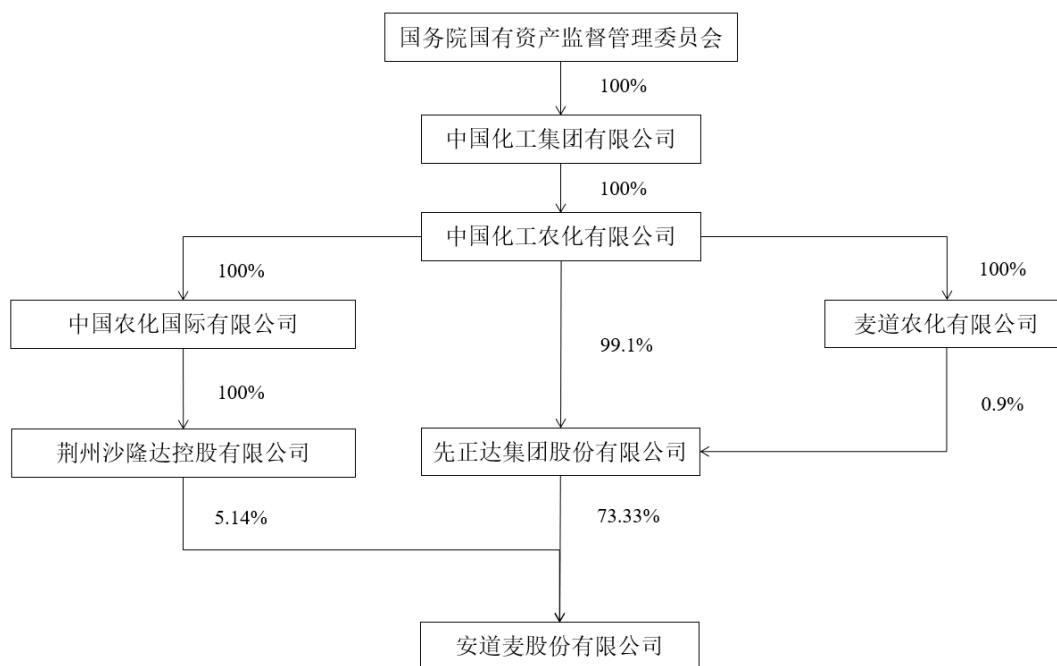 国务院国有资产监督管理委员会
100%
中国化工集团有限公司
100%
中国化工农化有限公司
100%
100%
中国农化国际有限公司
麦道农化有限公司
99.1%
100%
0.9%
荆州沙隆达控股有限公司
先正达集团股份有限公司
5.14%
73.33%
安道麦股份有限公司